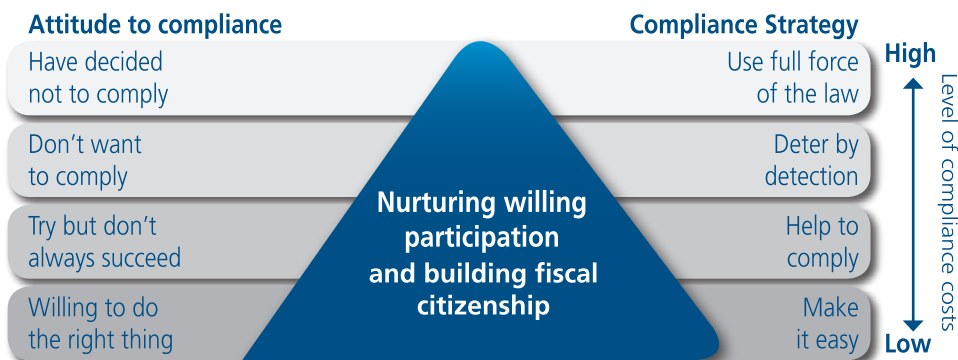 Attitude to compliance
Compliance Strategy
Have decided
not to comply
Use full force
of the law
Don't want
to comply
Deter by
detection
Try but don't
always succeed
Help to
comply
Willing to do
the right thing
Make
it easy
Nurturing willing
participation
and building fiscal
citizenship
High
Level of compliance costs
Low